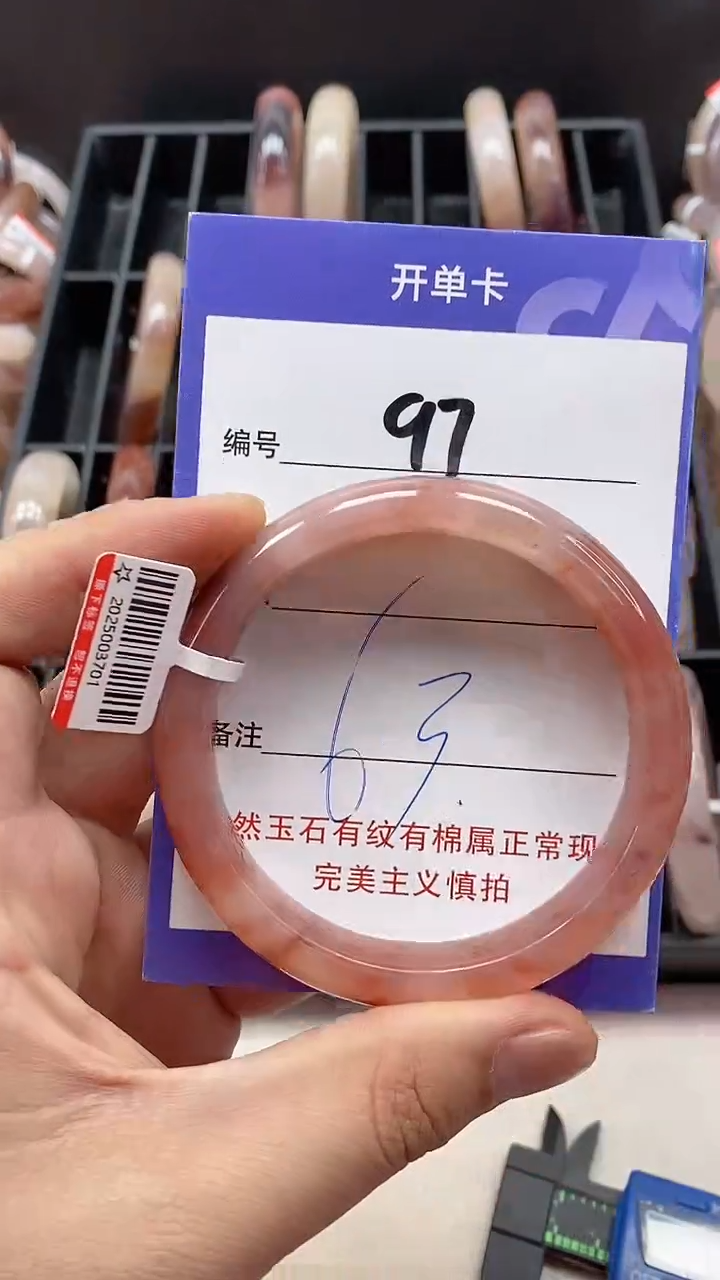 开单卡
编号 97
63
备注
然玉石有纹有棉属正常现
完美主义慎拍
2025003701